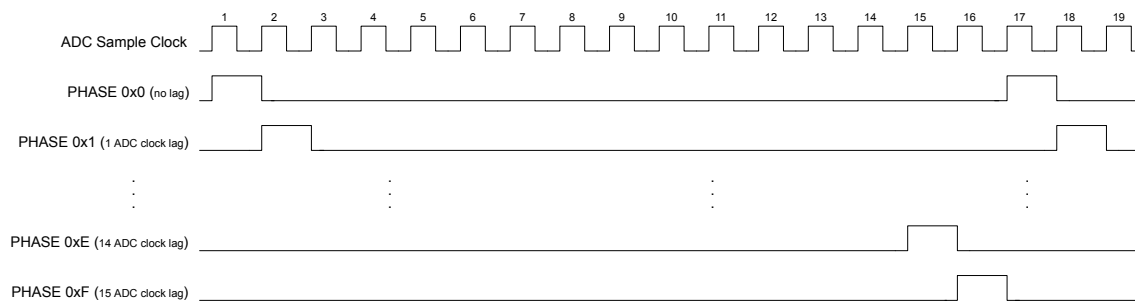 1 2 3 4 5 6 7 8 9 10 11 12 13 14 15 16 17 18 19
ADC Sample Clock
PHASE 0x0 (no lag)
PHASE 0x1 (1 ADC clock lag)
PHASE 0xE (14 ADC clock lag)
PHASE 0xF (15 ADC clock lag)